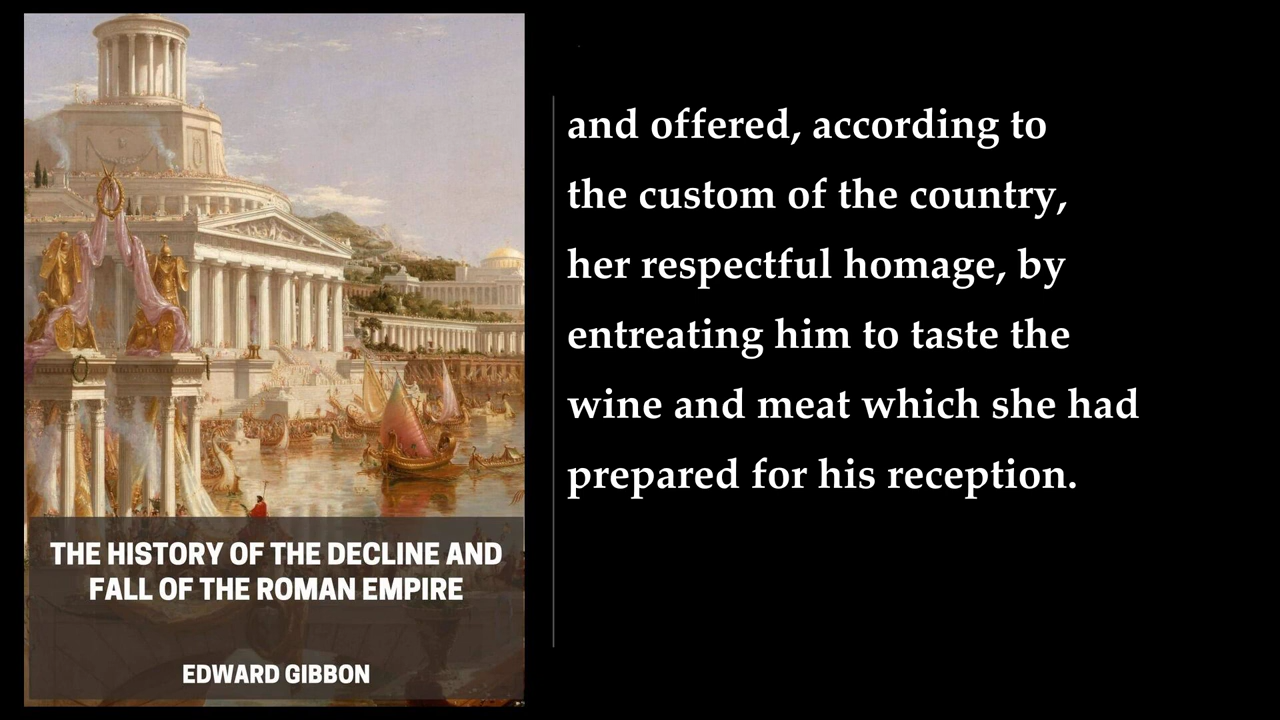 and offered, according to
the custom of the country,
her respectful homage, by
entreating him to taste the
wine and meat which she had
prepared for his reception.
THE HISTORY OF THE DECLINE AND
FALL OF THE ROMAN EMPIRE
EDWARD GIBBON